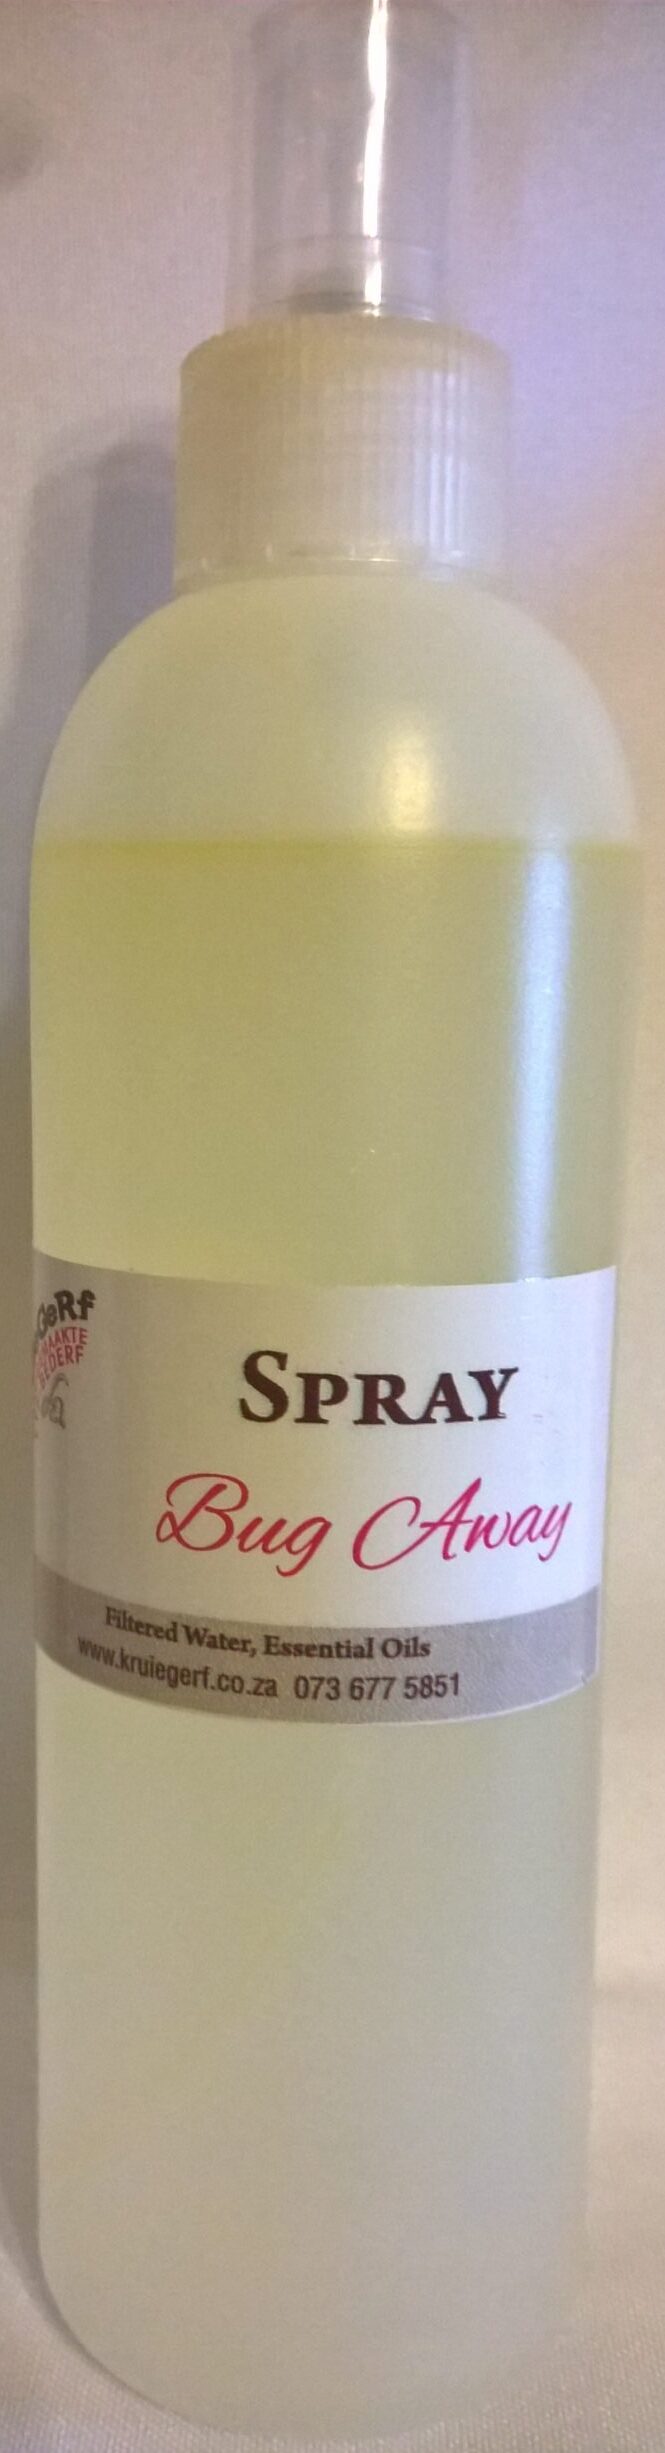 SPRAY
Bug Away
Filtered Water, Essential Oils
www.kruiegerf.co.za 073 677 5851